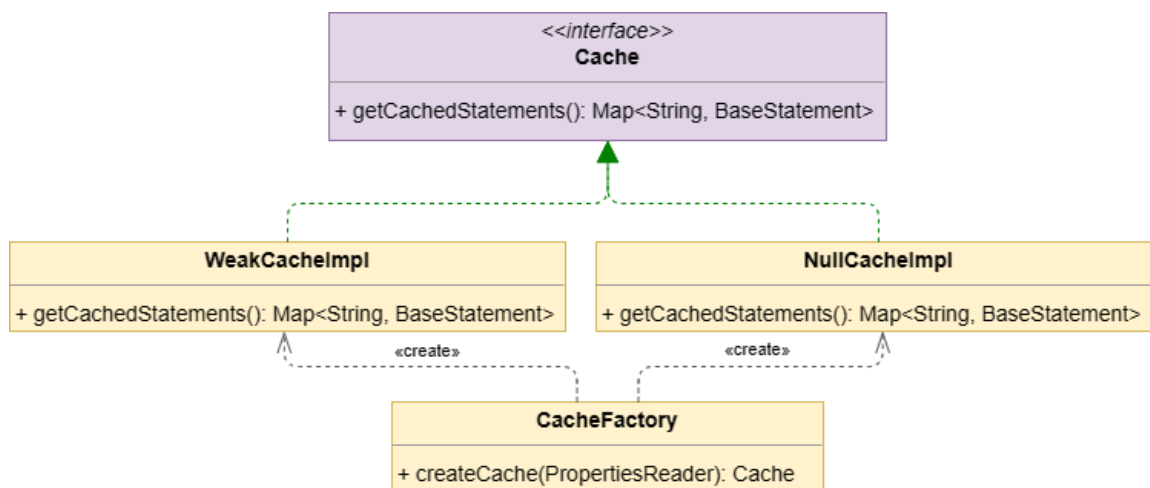 <<interface>>
Cache
+ getCachedStatements(): Map<String, BaseStatement>
WeakCacheImpl
+ getCachedStatements(): Map<String, BaseStatement>
NullCacheImpl
+ getCachedStatements(): Map<String, BaseStatement>
«create»
«create»
CacheFactory
+ createCache(PropertiesReader): Cache